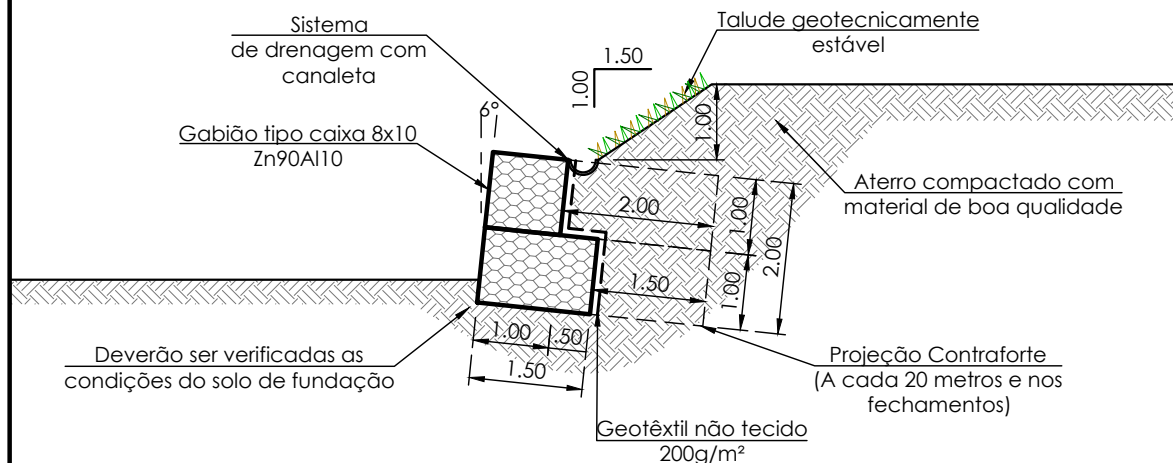 Sistema
de drenagem com
canaleta
Talude geotecnicamente
estável
1.50
1.00
6°
Gabião tipo caixa 8x10
Zn90Al10
1.00
Aterro compactado com
material de boa qualidade
2.00
1.00
2.00
1.50
1.00
1.00
.50
1.50
Deverão ser verificadas as
condições do solo de fundação
Projeção Contraforte
(A cada 20 metros e nos
fechamentos)
Geotêxtil não tecido
200g/m²